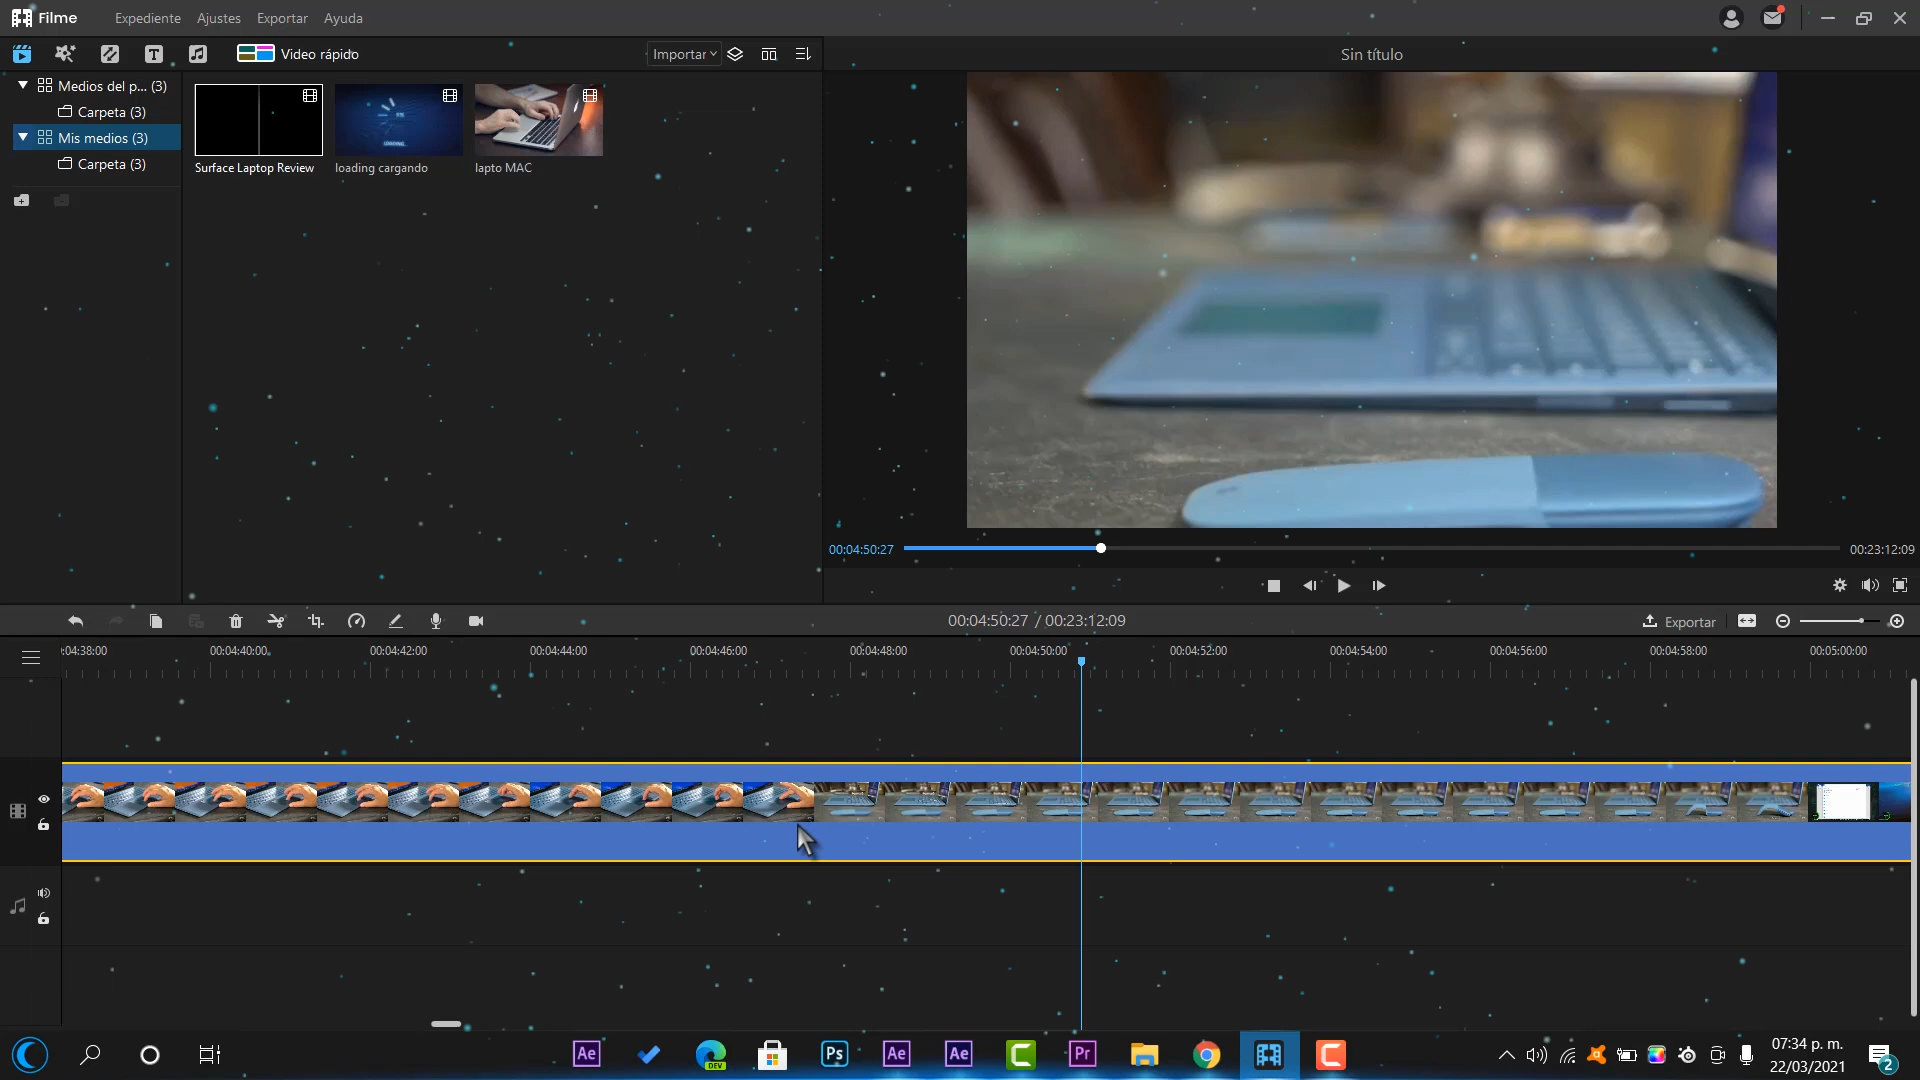 Filme Expediente Ajustes Exportar Ayuda
T Video rápido Importar Sin título
Medios del p... (3)
Carpeta (3)
Mis medios (3)
Carpeta (3)
LOADING...
Surface Laptop Review loading cargando lapto MAC
00:04:50:27 00:23:12:09
00:04:50:27 / 00:23:12:09 Exportar
:04:38:00 00:04:40:00 00:04:42:00 00:04:44:00 00:04:46:00 00:04:48:00 00:04:50:00 00:04:52:00 00:04:54:00 00:04:56:00 00:04:58:00 00:05:00:00
Ae DEV Ps Ae Ae C Pr C 07:34 p. m.
22/03/2021 2